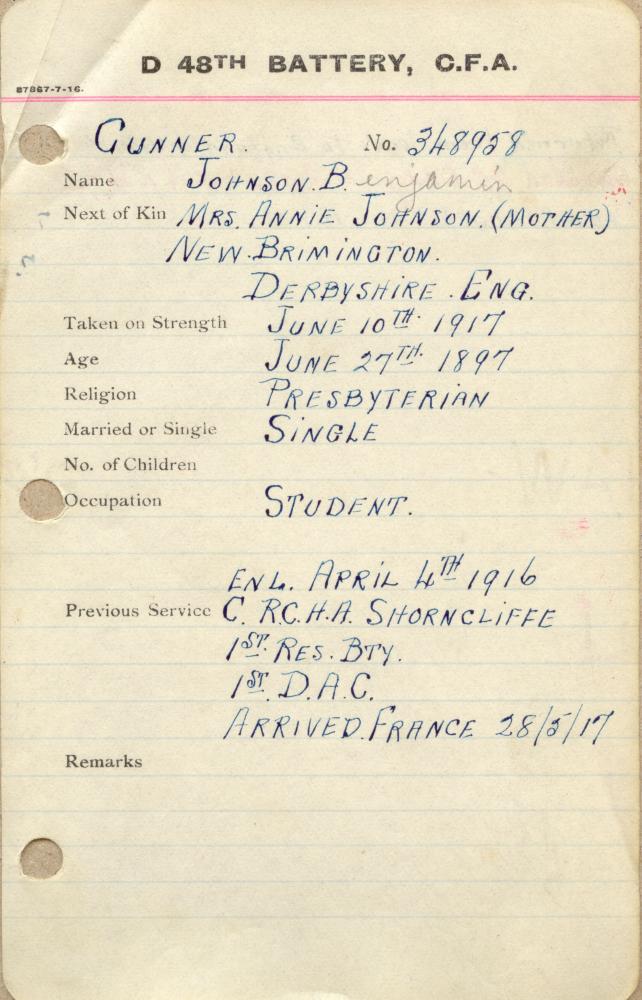 D 48TH BATTERY, C.F.A.
87867-7-16.
GUNNER. No. 348958
Name JOHNSON. B. enjamin
Next of Kin MRS. ANNIE JOHNSON. (MOTHER)
NEW. BRIMINGTON.
DERBYSHIRE. ENG.
Taken on Strength JUNE 10TH. 1917
Age JUNE 27TH. 1897
Religion PRESBYTERIAN
Married or Single SINGLE
No. of Children
Occupation STUDENT.
ENL. APRIL 4TH 1916
Previous Service C. R.C.H.A. SHORNCLIFFE
1ST. RES. BTY.
1ST. D.A.C.
ARRIVED. FRANCE 28/5/17
Remarks